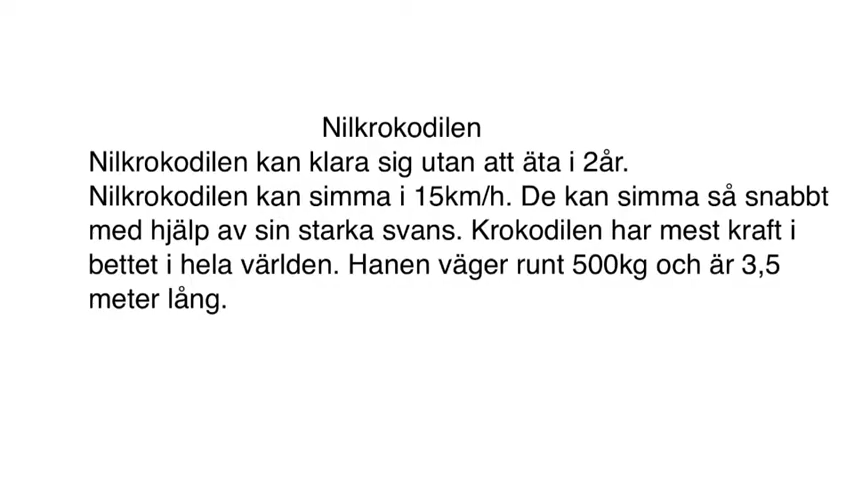 Nilkrokodilen
Nilkrokodilen kan klara sig utan att äta i 2år.
Nilkrokodilen kan simma i 15km/h. De kan simma så snabbt
med hjälp av sin starka svans. Krokodilen har mest kraft i
bettet i hela världen. Hanen väger runt 500kg och är 3,5
meter lång.